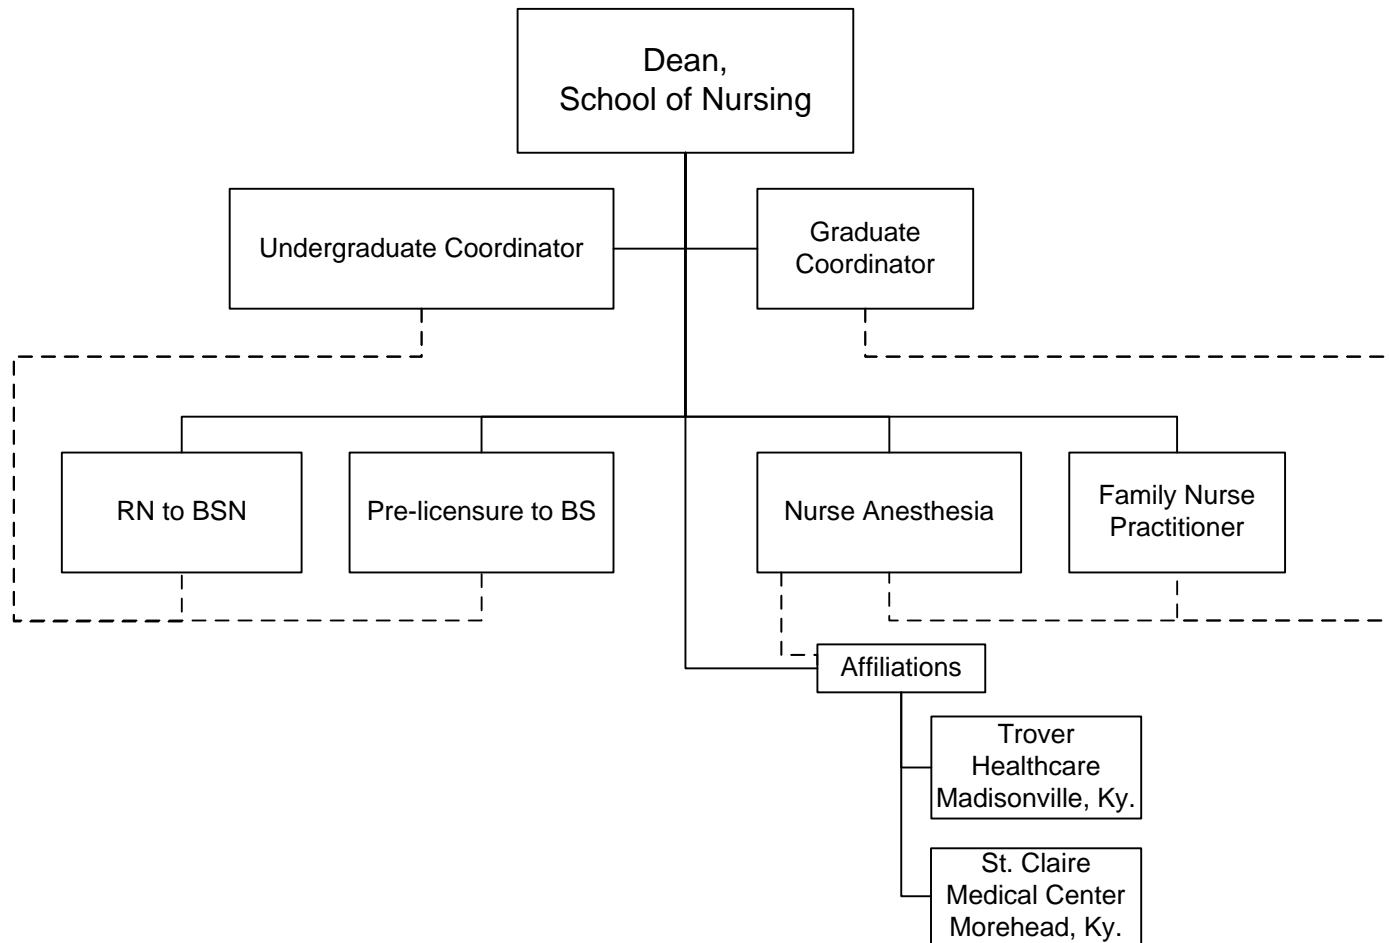 Dean,
School of Nursing
Undergraduate Coordinator
Graduate
Coordinator
RN to BSN
Pre-licensure to BS
Nurse Anesthesia
Family Nurse
Practitioner
Affiliations
Trover
Healthcare
Madisonville, Ky.
St. Claire
Medical Center
Morehead, Ky.